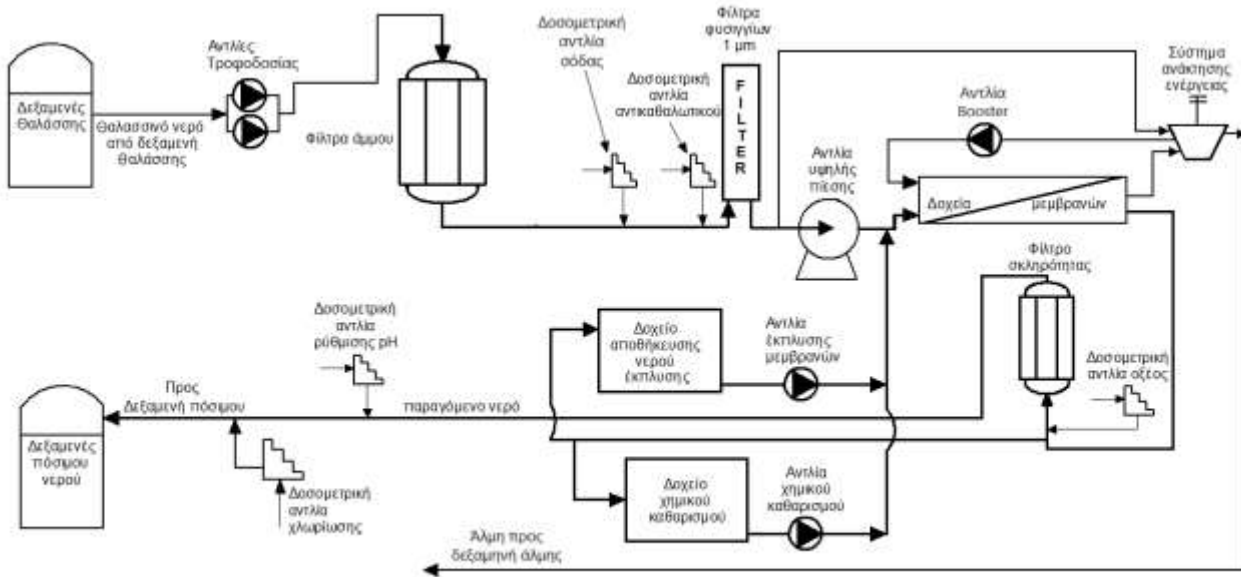 Δεξαμενές
Θαλάσσης
Θαλασσινό νερό
από δεξαμενή
θαλάσσης
Αντλίες
Τροφοδοσίας
Φίλτρα άμμου
Δοσομετρική
αντλία
σόδας
Δοσομετρική
αντλία
αντικαθαλωτικού
Φίλτρα
φυσιγγίων
1 μm
FILTER
Αντλία
υψηλής
πίεσης
Αντλία
Booster
Σύστημα
ανάκτησης
ενέργειας
Δοχεία
μεμβρανών
Φίλτρο
σκληρότητας
Δοσομετρική
αντλία οξέος
Δοσομετρική
αντλία
ρύθμισης pH
Δοχείο
αποθήκευσης
νερού
έκπλυσης
Αντλία
έκπλυσης
μεμβρανών
Προς
Δεξαμενή πόσιμου
παραγόμενο νερό
Δεξαμενές
πόσιμου
νερού
Δοσομετρική
αντλία
χλωρίωσης
Δοχείο
χημικού
καθαρισμού
Αντλία
χημικού
καθαρισμού
Άλμη προς
δεξαμηνή άλμης